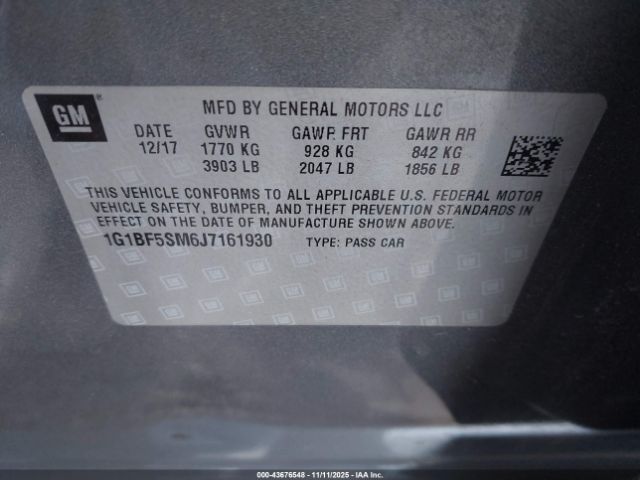 GM
MFD BY GENERAL MOTORS LLC
DATE GVWR GAWR FRT GAWR RR
12/17 1770 KG 928 KG 842 KG
3903 LB 2047 LB 1856 LB
THIS VEHICLE CONFORMS TO ALL APPLICABLE U.S. FEDERAL MOTOR
VEHICLE SAFETY, BUMPER, AND THEFT PREVENTION STANDARDS IN
EFFECT ON THE DATE OF MANUFACTURE SHOWN ABOVE.
1G1BF5SM6J7161930 TYPE: PASS CAR
000-43676548 - 11/11/2025 - IAA Inc.